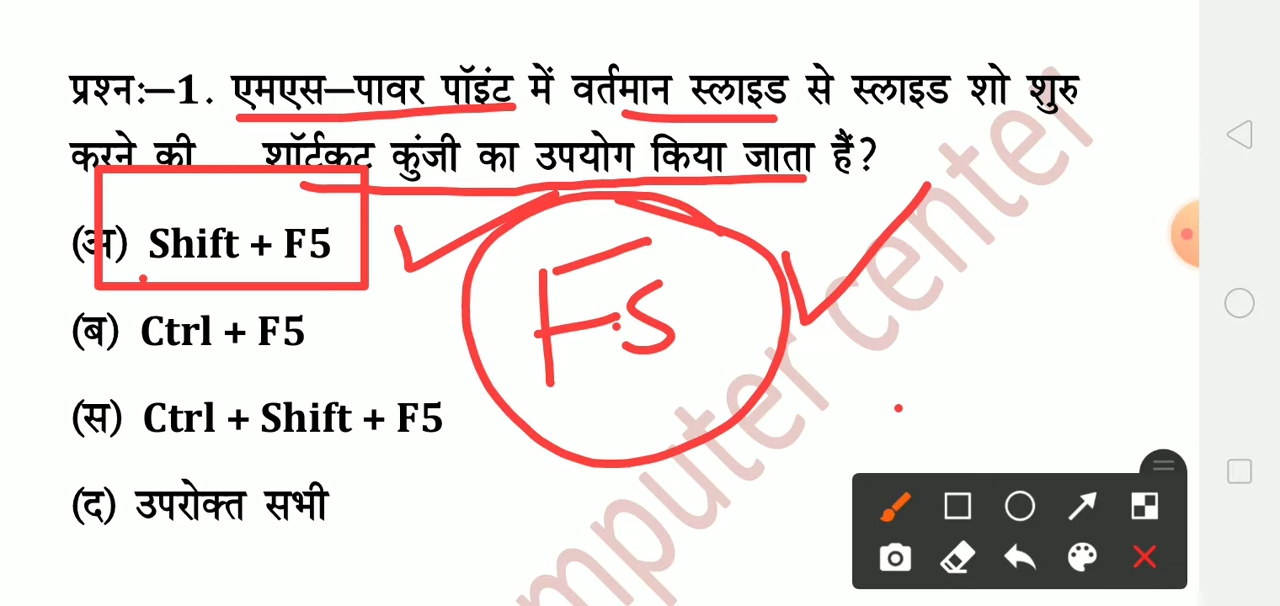 प्रश्नः–1. एमएस–पावर पॉइंट में वर्तमान स्लाइड से स्लाइड शो शुरु
करने की शॉर्टकट कुंजी का उपयोग किया जाता हैं?
(अ) Shift + F5
(ब) Ctrl + F5
(स) Ctrl + Shift + F5
(द) उपरोक्त सभी
F5
mputer center